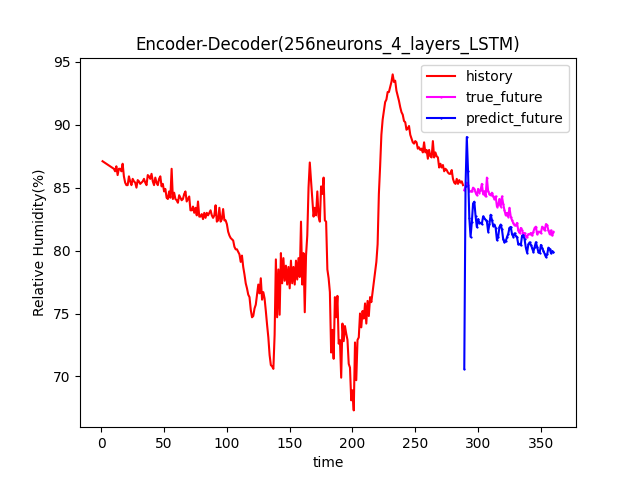 Encoder-Decoder(256neurons_4_layers_LSTM)
history
true_future
predict_future
Relative Humidity(%)
95
90
85
80
75
70
0 50 100 150 200 250 300 350
time